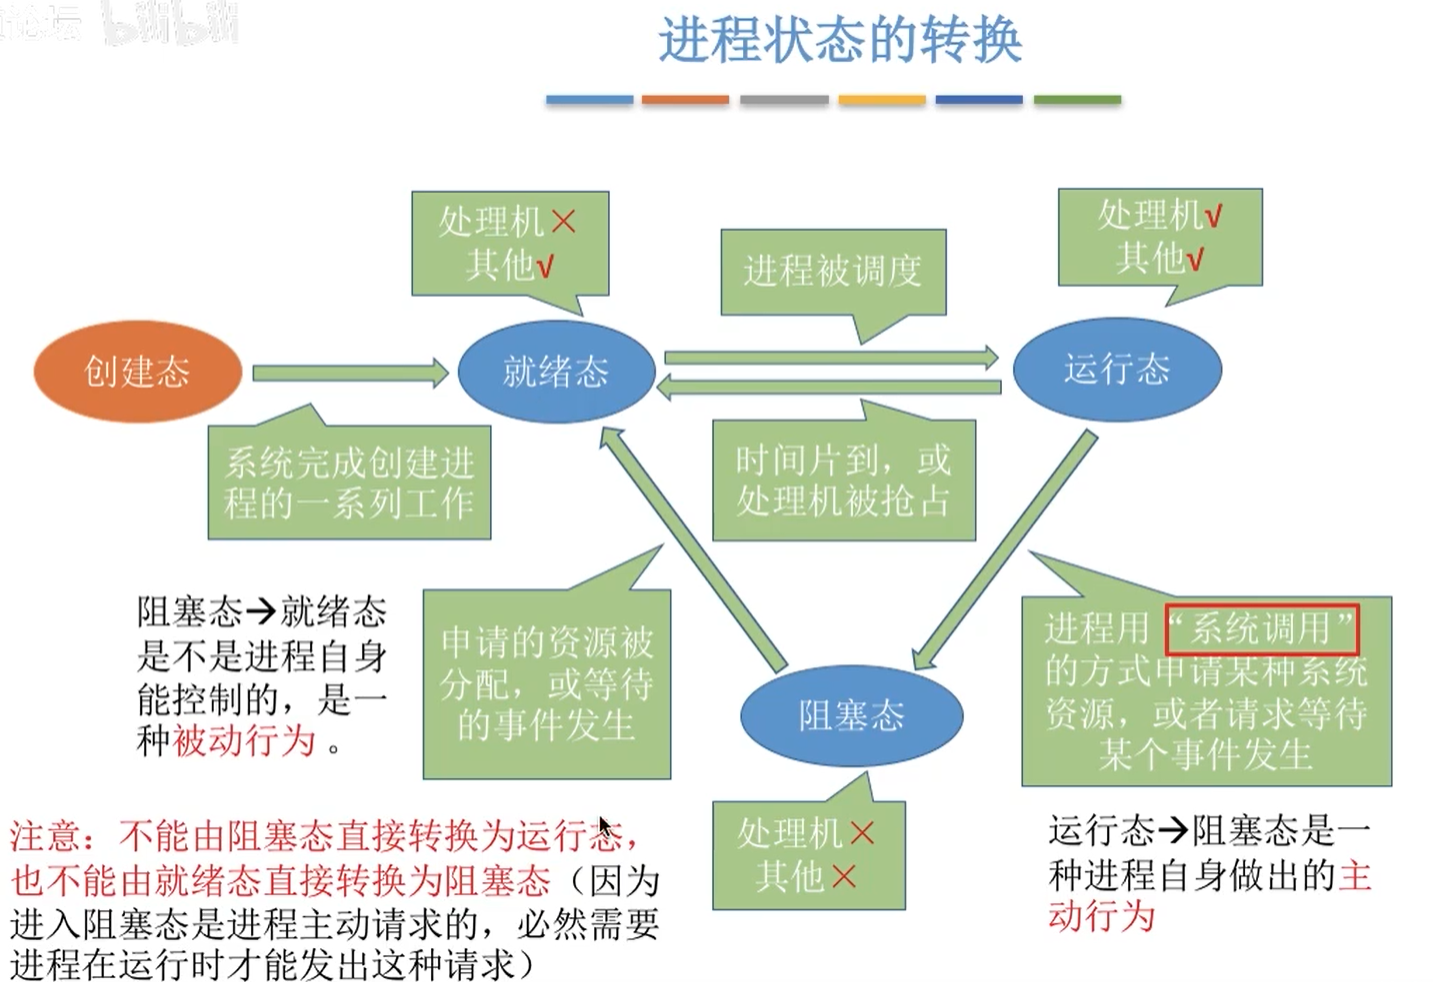 论坛 bilibili
进程状态的转换
处理机×
其他√
进程被调度
处理机√
其他√
创建态
就绪态
运行态
系统完成创建进
程的一系列工作
时间片到，或
处理机被抢占
阻塞态→就绪态
是不是进程自身
能控制的，是一
种被动行为 。
申请的资源被
分配，或等待
的事件发生
进程用“系统调用”
的方式申请某种系统
资源，或者请求等待
某个事件发生
阻塞态
处理机×
其他×
注意：不能由阻塞态直接转换为运行态，
也不能由就绪态直接转换为阻塞态（因为
进入阻塞态是进程主动请求的，必然需要
进程在运行时才能发出这种请求）
运行态→阻塞态是一
种进程自身做出的主
动行为